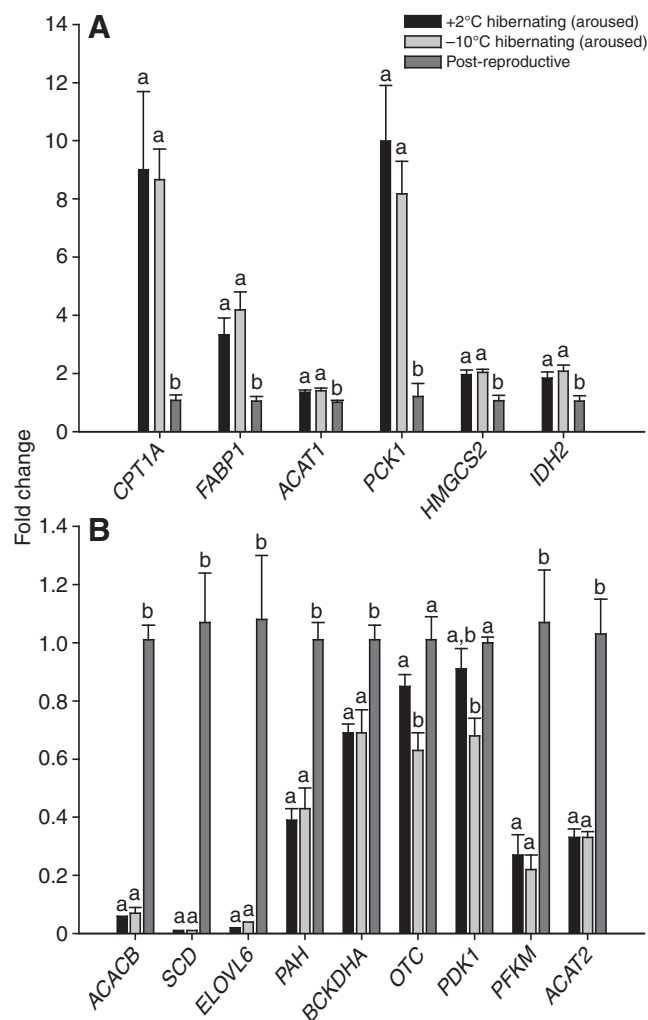 A
+2°C hibernating (aroused)
–10°C hibernating (aroused)
Post-reproductive
14
12
10
8
6
4
2
0
a a b
a a b
a a b
a a b
a a b
a a b
CPT1A FABP1 ACAT1 PCK1 HMGCS2 IDH2
Fold change
B
1.4
1.2
1.0
0.8
0.6
0.4
0.2
0
a a b
a a b
a a b
a a b
a a b
a b a
a,b b a
a a b
a a b
ACACB SCD ELOVL6 PAH BCKDHA OTC PDK1 PFKM ACAT2